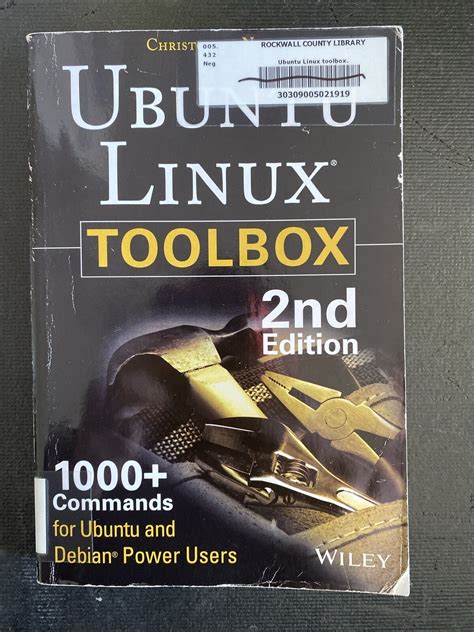 ROCKWALL COUNTY LIBRARY
005.
432
Neg
Ubuntu Linux toolbox.
30309005021919
UBUNTU
LINUX®
TOOLBOX
2nd
Edition
1000+
Commands
for Ubuntu and
Debian® Power Users
WILEY